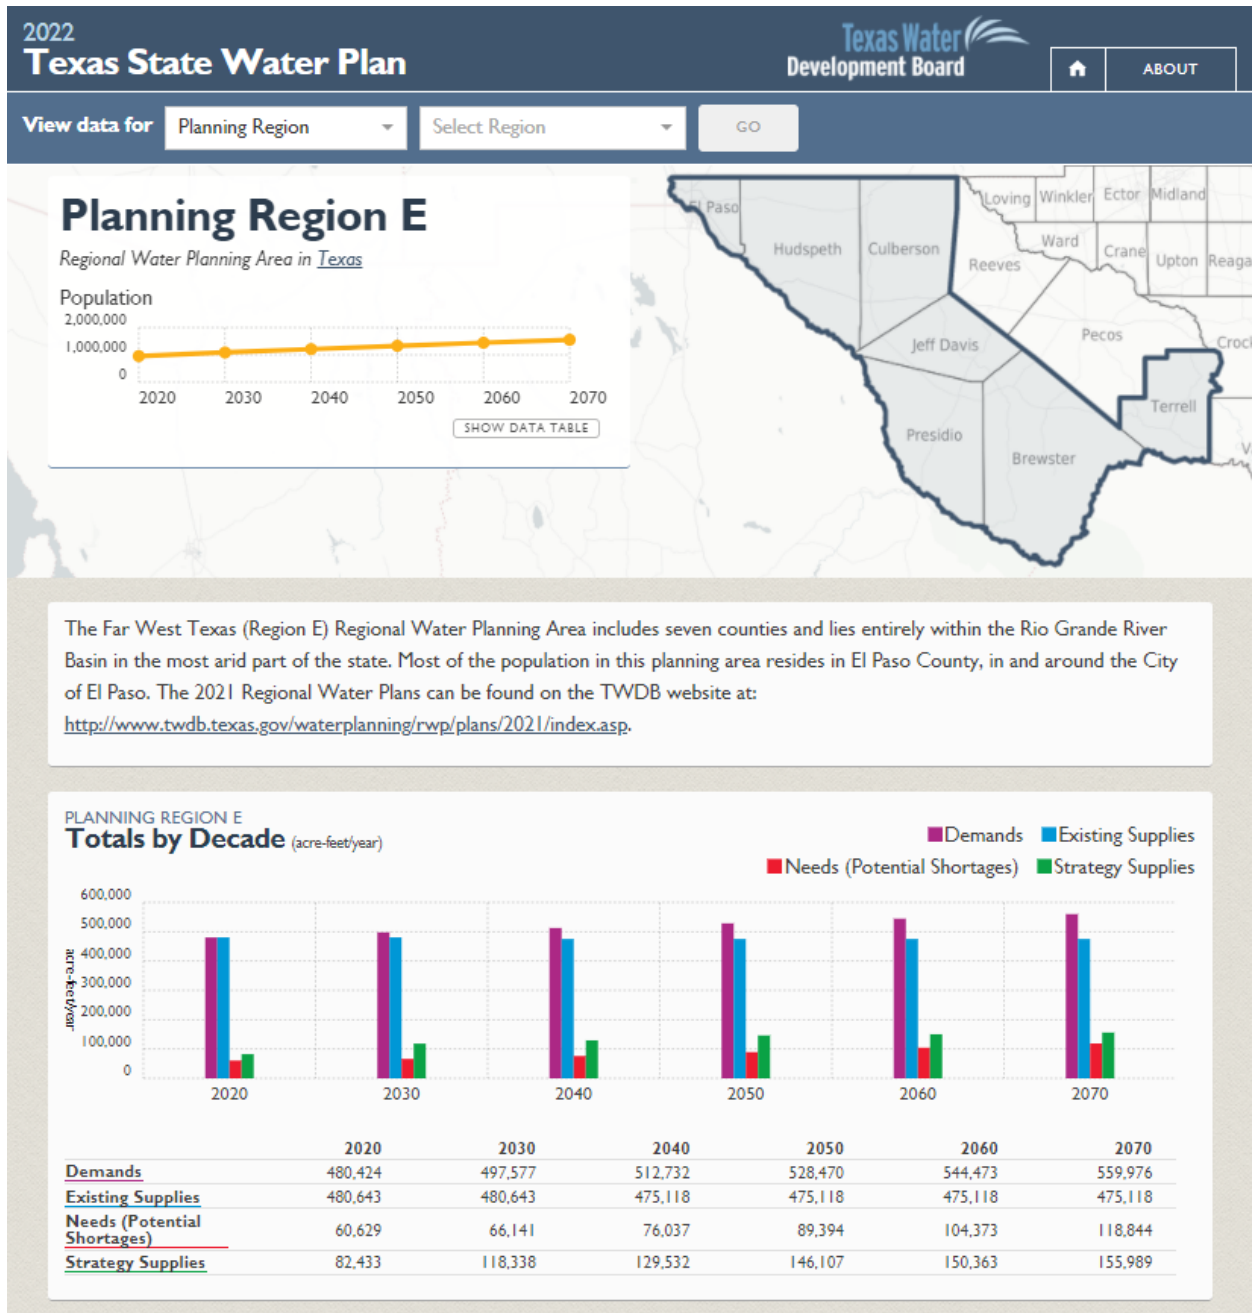 2022
Texas State Water Plan
Texas Water
Development Board
ABOUT
View data for
Planning Region
Select Region
GO
Planning Region E
Regional Water Planning Area in Texas
Population
2,000,000
1,000,000
0
2020 2030 2040 2050 2060 2070
SHOW DATA TABLE
El Paso
Hudspeth
Culberson
Jeff Davis
Presidio
Brewster
Terrell
Loving
Winkler
Ector
Midland
Reeves
Ward
Crane
Upton
Reaga
Pecos
Croc
V
The Far West Texas (Region E) Regional Water Planning Area includes seven counties and lies entirely within the Rio Grande River
Basin in the most arid part of the state. Most of the population in this planning area resides in El Paso County, in and around the City
of El Paso. The 2021 Regional Water Plans can be found on the TWDB website at:
http://www.twdb.texas.gov/waterplanning/rwp/plans/2021/index.asp.
PLANNING REGION E
Totals by Decade (acre-feet/year)
Demands Existing Supplies
Needs (Potential Shortages) Strategy Supplies
acre-feet/year
600,000
500,000
400,000
300,000
200,000
100,000
0
2020 2030 2040 2050 2060 2070
2020 2030 2040 2050 2060 2070
Demands 480,424 497,577 512,732 528,470 544,473 559,976
Existing Supplies 480,643 480,643 475,118 475,118 475,118 475,118
Needs (Potential
Shortages) 60,629 66,141 76,037 89,394 104,373 118,844
Strategy Supplies 82,433 118,338 129,532 146,107 150,363 155,989